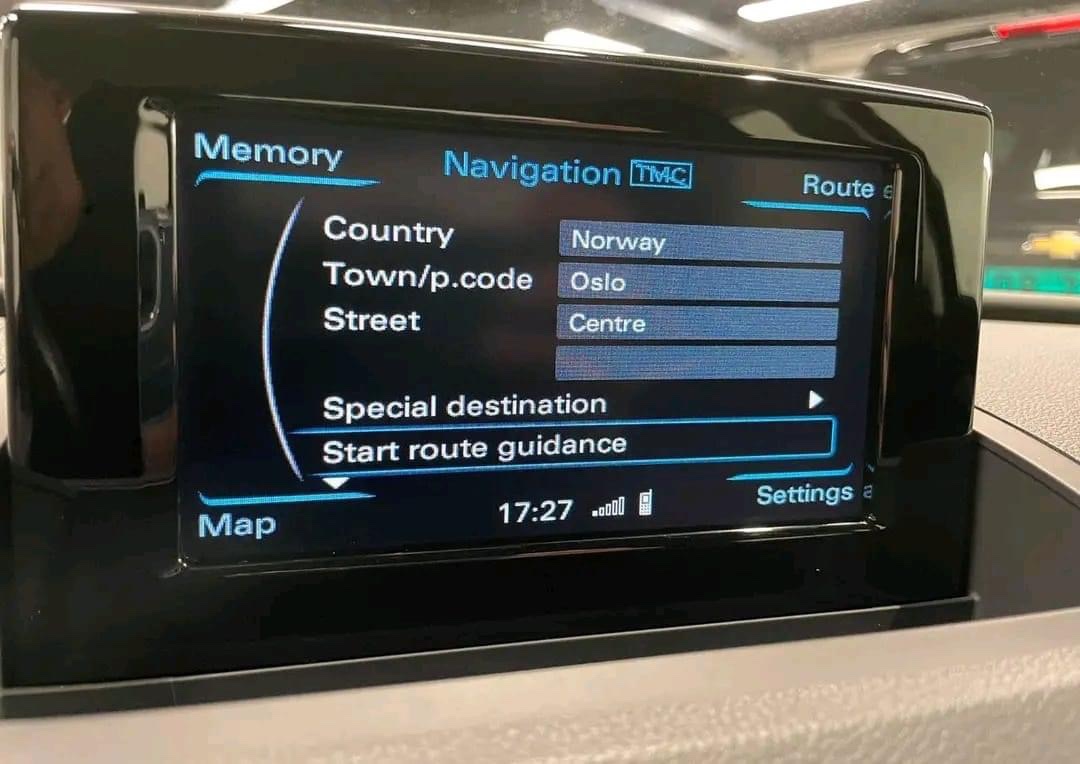 Memory
Navigation TMC
Route
Country
Norway
Town/p.code
Oslo
Street
Centre
Special destination
Start route guidance
Map
17:27
Settings